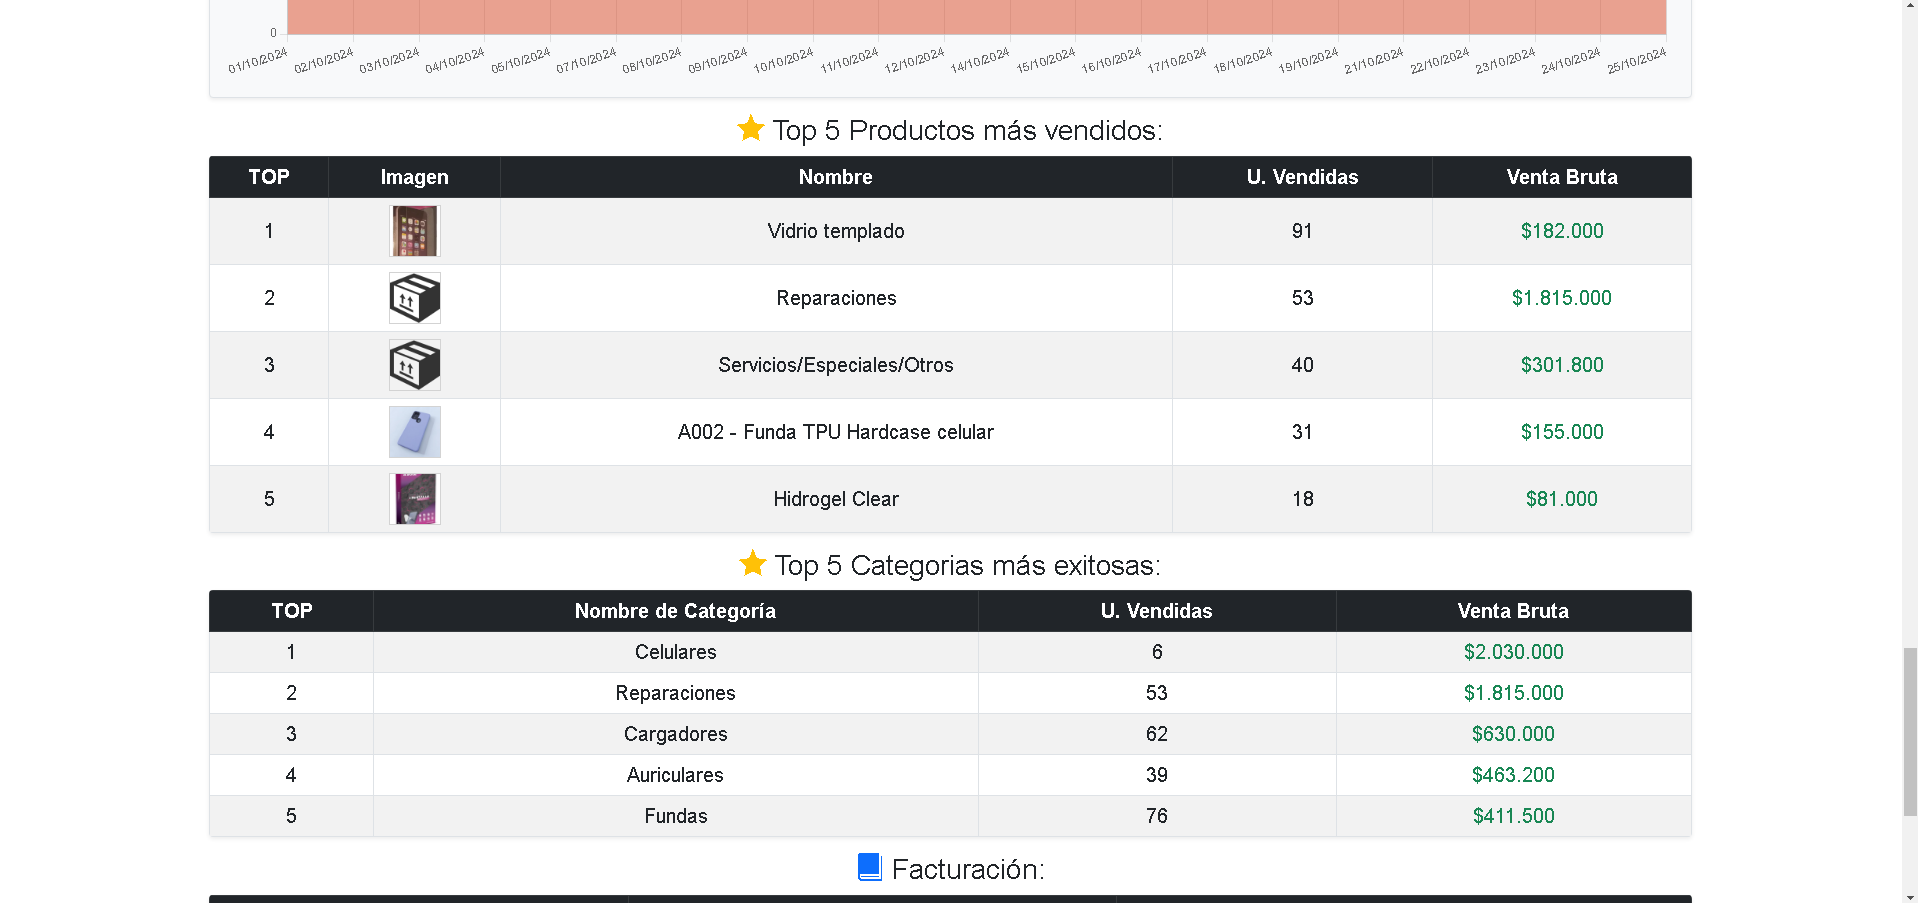 0
01/10/2024 02/10/2024 03/10/2024 04/10/2024 05/10/2024 07/10/2024 08/10/2024 09/10/2024 10/10/2024 11/10/2024 12/10/2024 14/10/2024 15/10/2024 16/10/2024 17/10/2024 18/10/2024 19/10/2024 21/10/2024 22/10/2024 23/10/2024 24/10/2024 25/10/2024
Top 5 Productos más vendidos:
TOP Imagen Nombre U. Vendidas Venta Bruta
1 Vidrio templado 91 $182.000
2 Reparaciones 53 $1.815.000
3 Servicios/Especiales/Otros 40 $301.800
4 A002 - Funda TPU Hardcase celular 31 $155.000
5 Hidrogel Clear 18 $81.000
Top 5 Categorias más exitosas:
TOP Nombre de Categoría U. Vendidas Venta Bruta
1 Celulares 6 $2.030.000
2 Reparaciones 53 $1.815.000
3 Cargadores 62 $630.000
4 Auriculares 39 $463.200
5 Fundas 76 $411.500
Facturación: